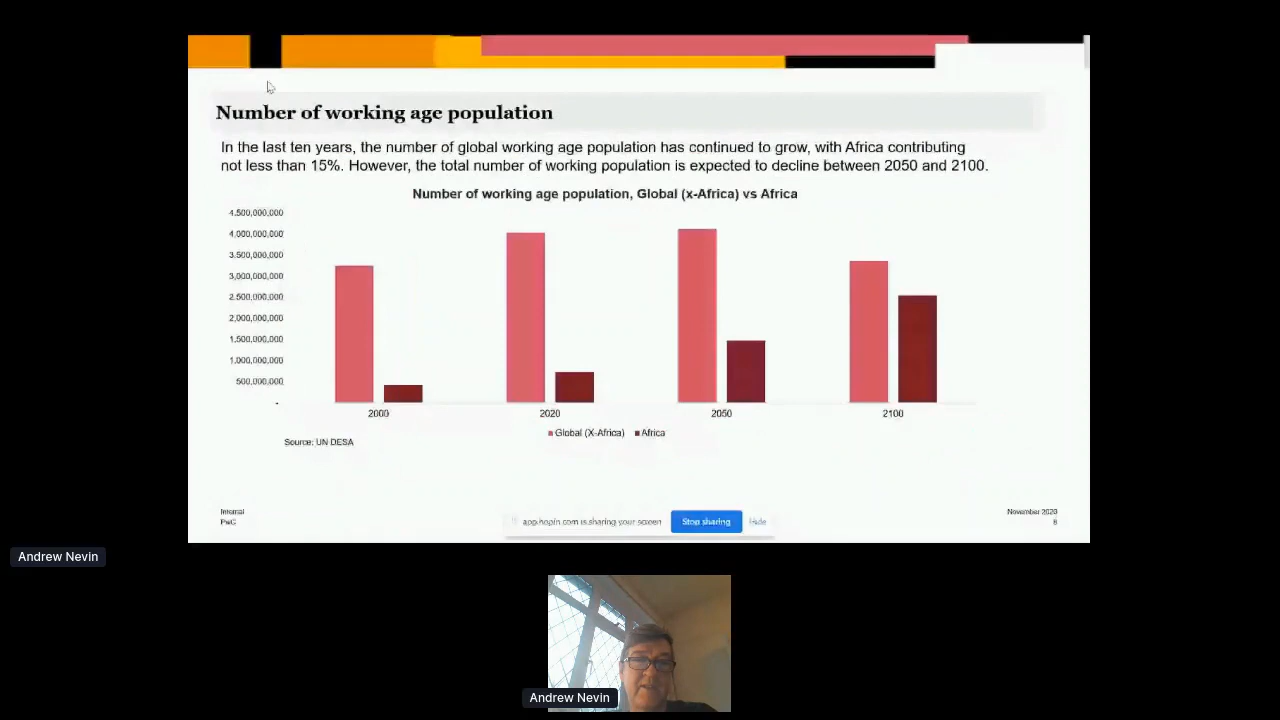 Number of working age population
In the last ten years, the number of global working age population has continued to grow, with Africa contributing
not less than 15%. However, the total number of working population is expected to decline between 2050 and 2100.
Number of working age population, Global (x-Africa) vs Africa
4,500,000,000
4,000,000,000
3,500,000,000
3,000,000,000
2,500,000,000
2,000,000,000
1,500,000,000
1,000,000,000
500,000,000
-
2000 2020 2050 2100
Global (X-Africa) Africa
Source: UN DESA
Internal
PwC
November 2020
6
app.hopin.com is sharing your screen Stop sharing Hide
Andrew Nevin
Andrew Nevin